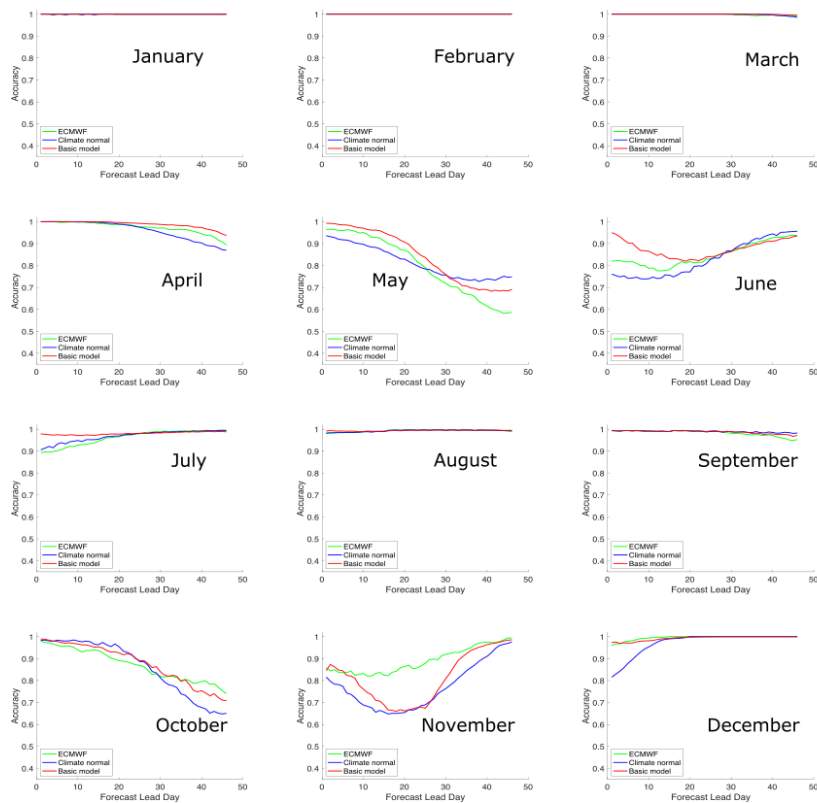 1
0.9
0.8
0.7
0.6
0.5
0.4
Accuracy
January
ECMWF
Climate normal
Basic model
0 10 20 30 40 50
Forecast Lead Day
1
0.9
0.8
0.7
0.6
0.5
0.4
Accuracy
February
ECMWF
Climate normal
Basic model
0 10 20 30 40 50
Forecast Lead Day
1
0.9
0.8
0.7
0.6
0.5
0.4
Accuracy
March
ECMWF
Climate normal
Basic model
0 10 20 30 40 50
Forecast Lead Day
1
0.9
0.8
0.7
0.6
0.5
0.4
Accuracy
April
ECMWF
Climate normal
Basic model
0 10 20 30 40 50
Forecast Lead Day
1
0.9
0.8
0.7
0.6
0.5
0.4
Accuracy
May
ECMWF
Climate normal
Basic model
0 10 20 30 40 50
Forecast Lead Day
1
0.9
0.8
0.7
0.6
0.5
0.4
Accuracy
June
ECMWF
Climate normal
Basic model
0 10 20 30 40 50
Forecast Lead Day
1
0.9
0.8
0.7
0.6
0.5
0.4
Accuracy
July
ECMWF
Climate normal
Basic model
0 10 20 30 40 50
Forecast Lead Day
1
0.9
0.8
0.7
0.6
0.5
0.4
Accuracy
August
ECMWF
Climate normal
Basic model
0 10 20 30 40 50
Forecast Lead Day
1
0.9
0.8
0.7
0.6
0.5
0.4
Accuracy
September
ECMWF
Climate normal
Basic model
0 10 20 30 40 50
Forecast Lead Day
1
0.9
0.8
0.7
0.6
0.5
0.4
Accuracy
October
ECMWF
Climate normal
Basic model
0 10 20 30 40 50
Forecast Lead Day
1
0.9
0.8
0.7
0.6
0.5
0.4
Accuracy
November
ECMWF
Climate normal
Basic model
0 10 20 30 40 50
Forecast Lead Day
1
0.9
0.8
0.7
0.6
0.5
0.4
Accuracy
December
ECMWF
Climate normal
Basic model
0 10 20 30 40 50
Forecast Lead Day